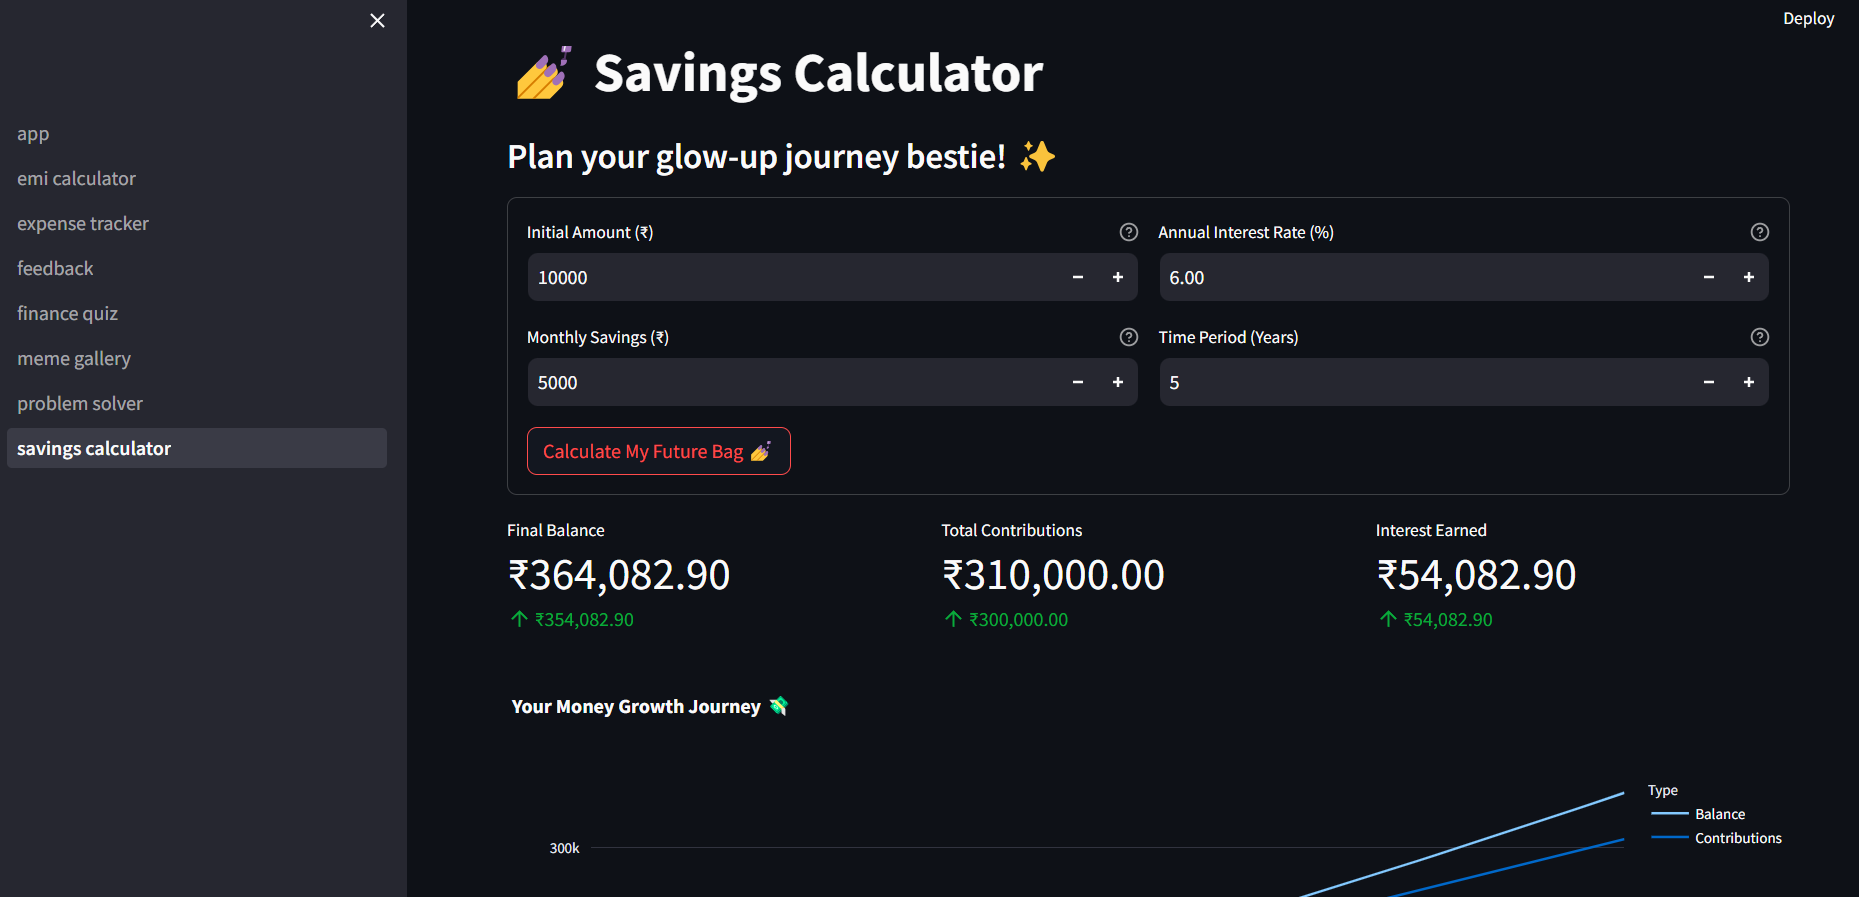 Deploy
app
emi calculator
expense tracker
feedback
finance quiz
meme gallery
problem solver
savings calculator
💅 Savings Calculator
Plan your glow-up journey bestie! ✨
Initial Amount (₹)
10000
Annual Interest Rate (%)
6.00
Monthly Savings (₹)
5000
Time Period (Years)
5
Calculate My Future Bag 💅
Final Balance
₹364,082.90
↑ ₹354,082.90
Total Contributions
₹310,000.00
↑ ₹300,000.00
Interest Earned
₹54,082.90
↑ ₹54,082.90
Your Money Growth Journey 💸
Type
Balance
Contributions
300k